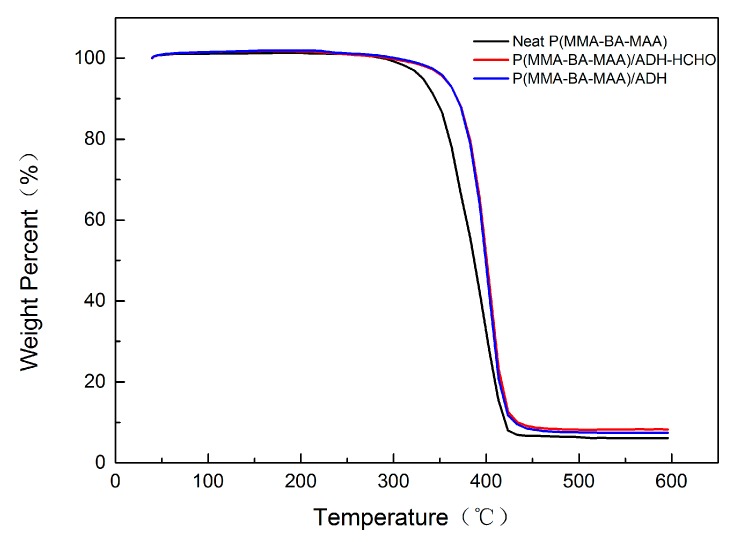 Neat P(MMA-BA-MAA)
P(MMA-BA-MAA)/ADH-HCHO
P(MMA-BA-MAA)/ADH
Weight Percent（%）
100
80
60
40
20
0
0 100 200 300 400 500 600
Temperature（℃）